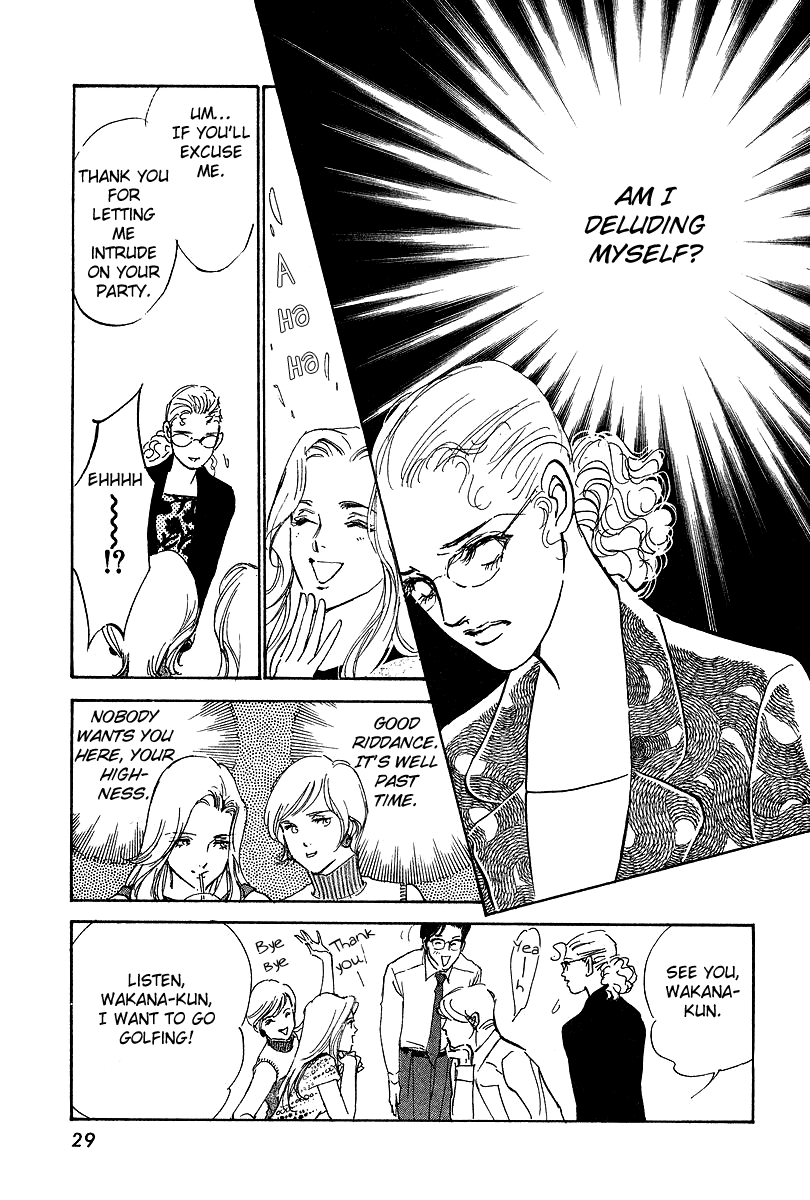 AM I
DELUDING
MYSELF?
A
HA
HA!
UM...
IF YOU'LL
EXCUSE
ME.
THANK YOU
FOR
LETTING
ME
INTRUDE
ON YOUR
PARTY.
EHHHH
!?
GOOD
RIDDANCE.
IT'S WELL
PAST
TIME.
NOBODY
WANTS YOU
HERE, YOUR
HIGH-
NESS.
SEE YOU,
WAKANA-
KUN.
Yea
h
Thank
you!
Bye
Bye
LISTEN,
WAKANA-KUN,
I WANT TO GO
GOLFING!
29